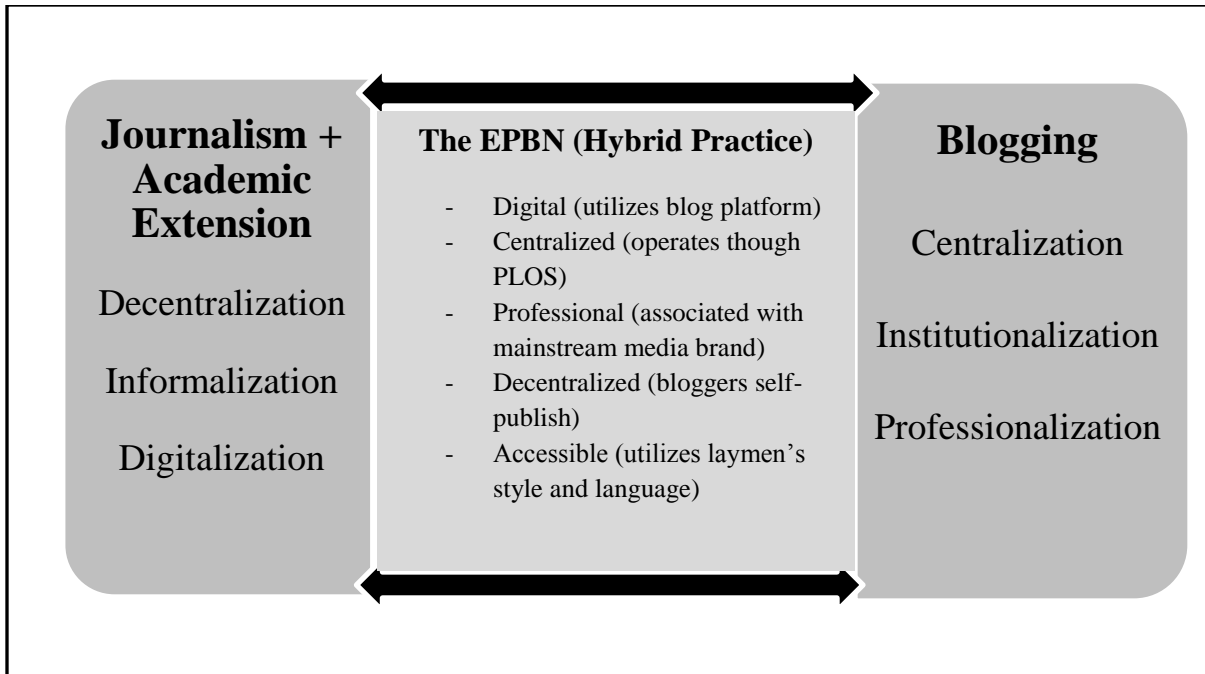 Journalism +
Academic
Extension
Decentralization
Informalization
Digitalization
The EPBN (Hybrid Practice)
- Digital (utilizes blog platform)
- Centralized (operates though
PLOS)
- Professional (associated with
mainstream media brand)
- Decentralized (bloggers self-
publish)
- Accessible (utilizes laymen’s
style and language)
Blogging
Centralization
Institutionalization
Professionalization